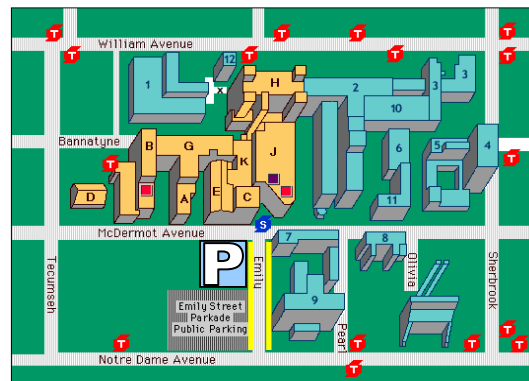 T
T
T
T
William Avenue
T
T
T
12
1
x
H
2
3
3
10
Bannatyne
B
G
K
J
6
5
4
T
T
D
A
E
C
11
McDermot Avenue
S
7
8
P
Tecumseh
Emily
Olivia
Sherbrook
Emily Street
Parkade
Public Parking
9
Pearl
T
T
T
T
T
Notre Dame Avenue
T